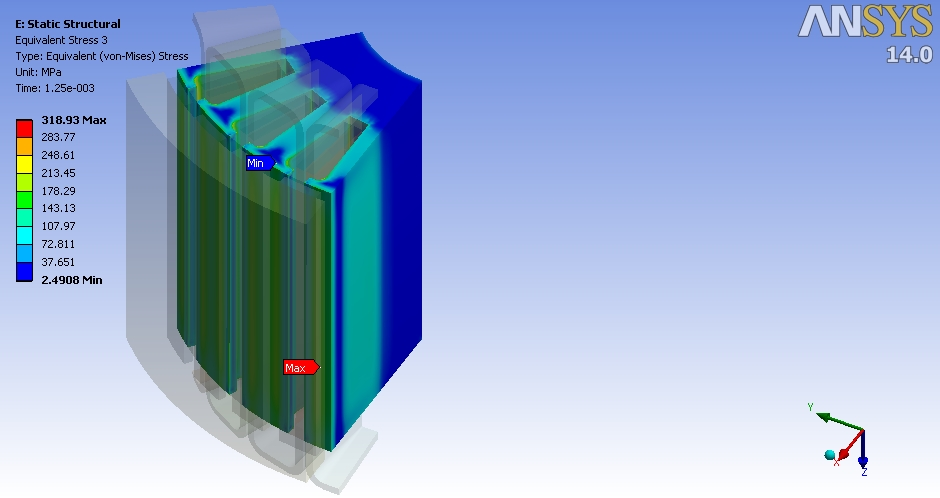 E: Static Structural
Equivalent Stress 3
Type: Equivalent (von-Mises) Stress
Unit: MPa
Time: 1.25e-003
318.93 Max
283.77
248.61
213.45
178.29
143.13
107.97
72.811
37.651
2.4908 Min
ANSYS
14.0
Min
Max
Y
X
Z